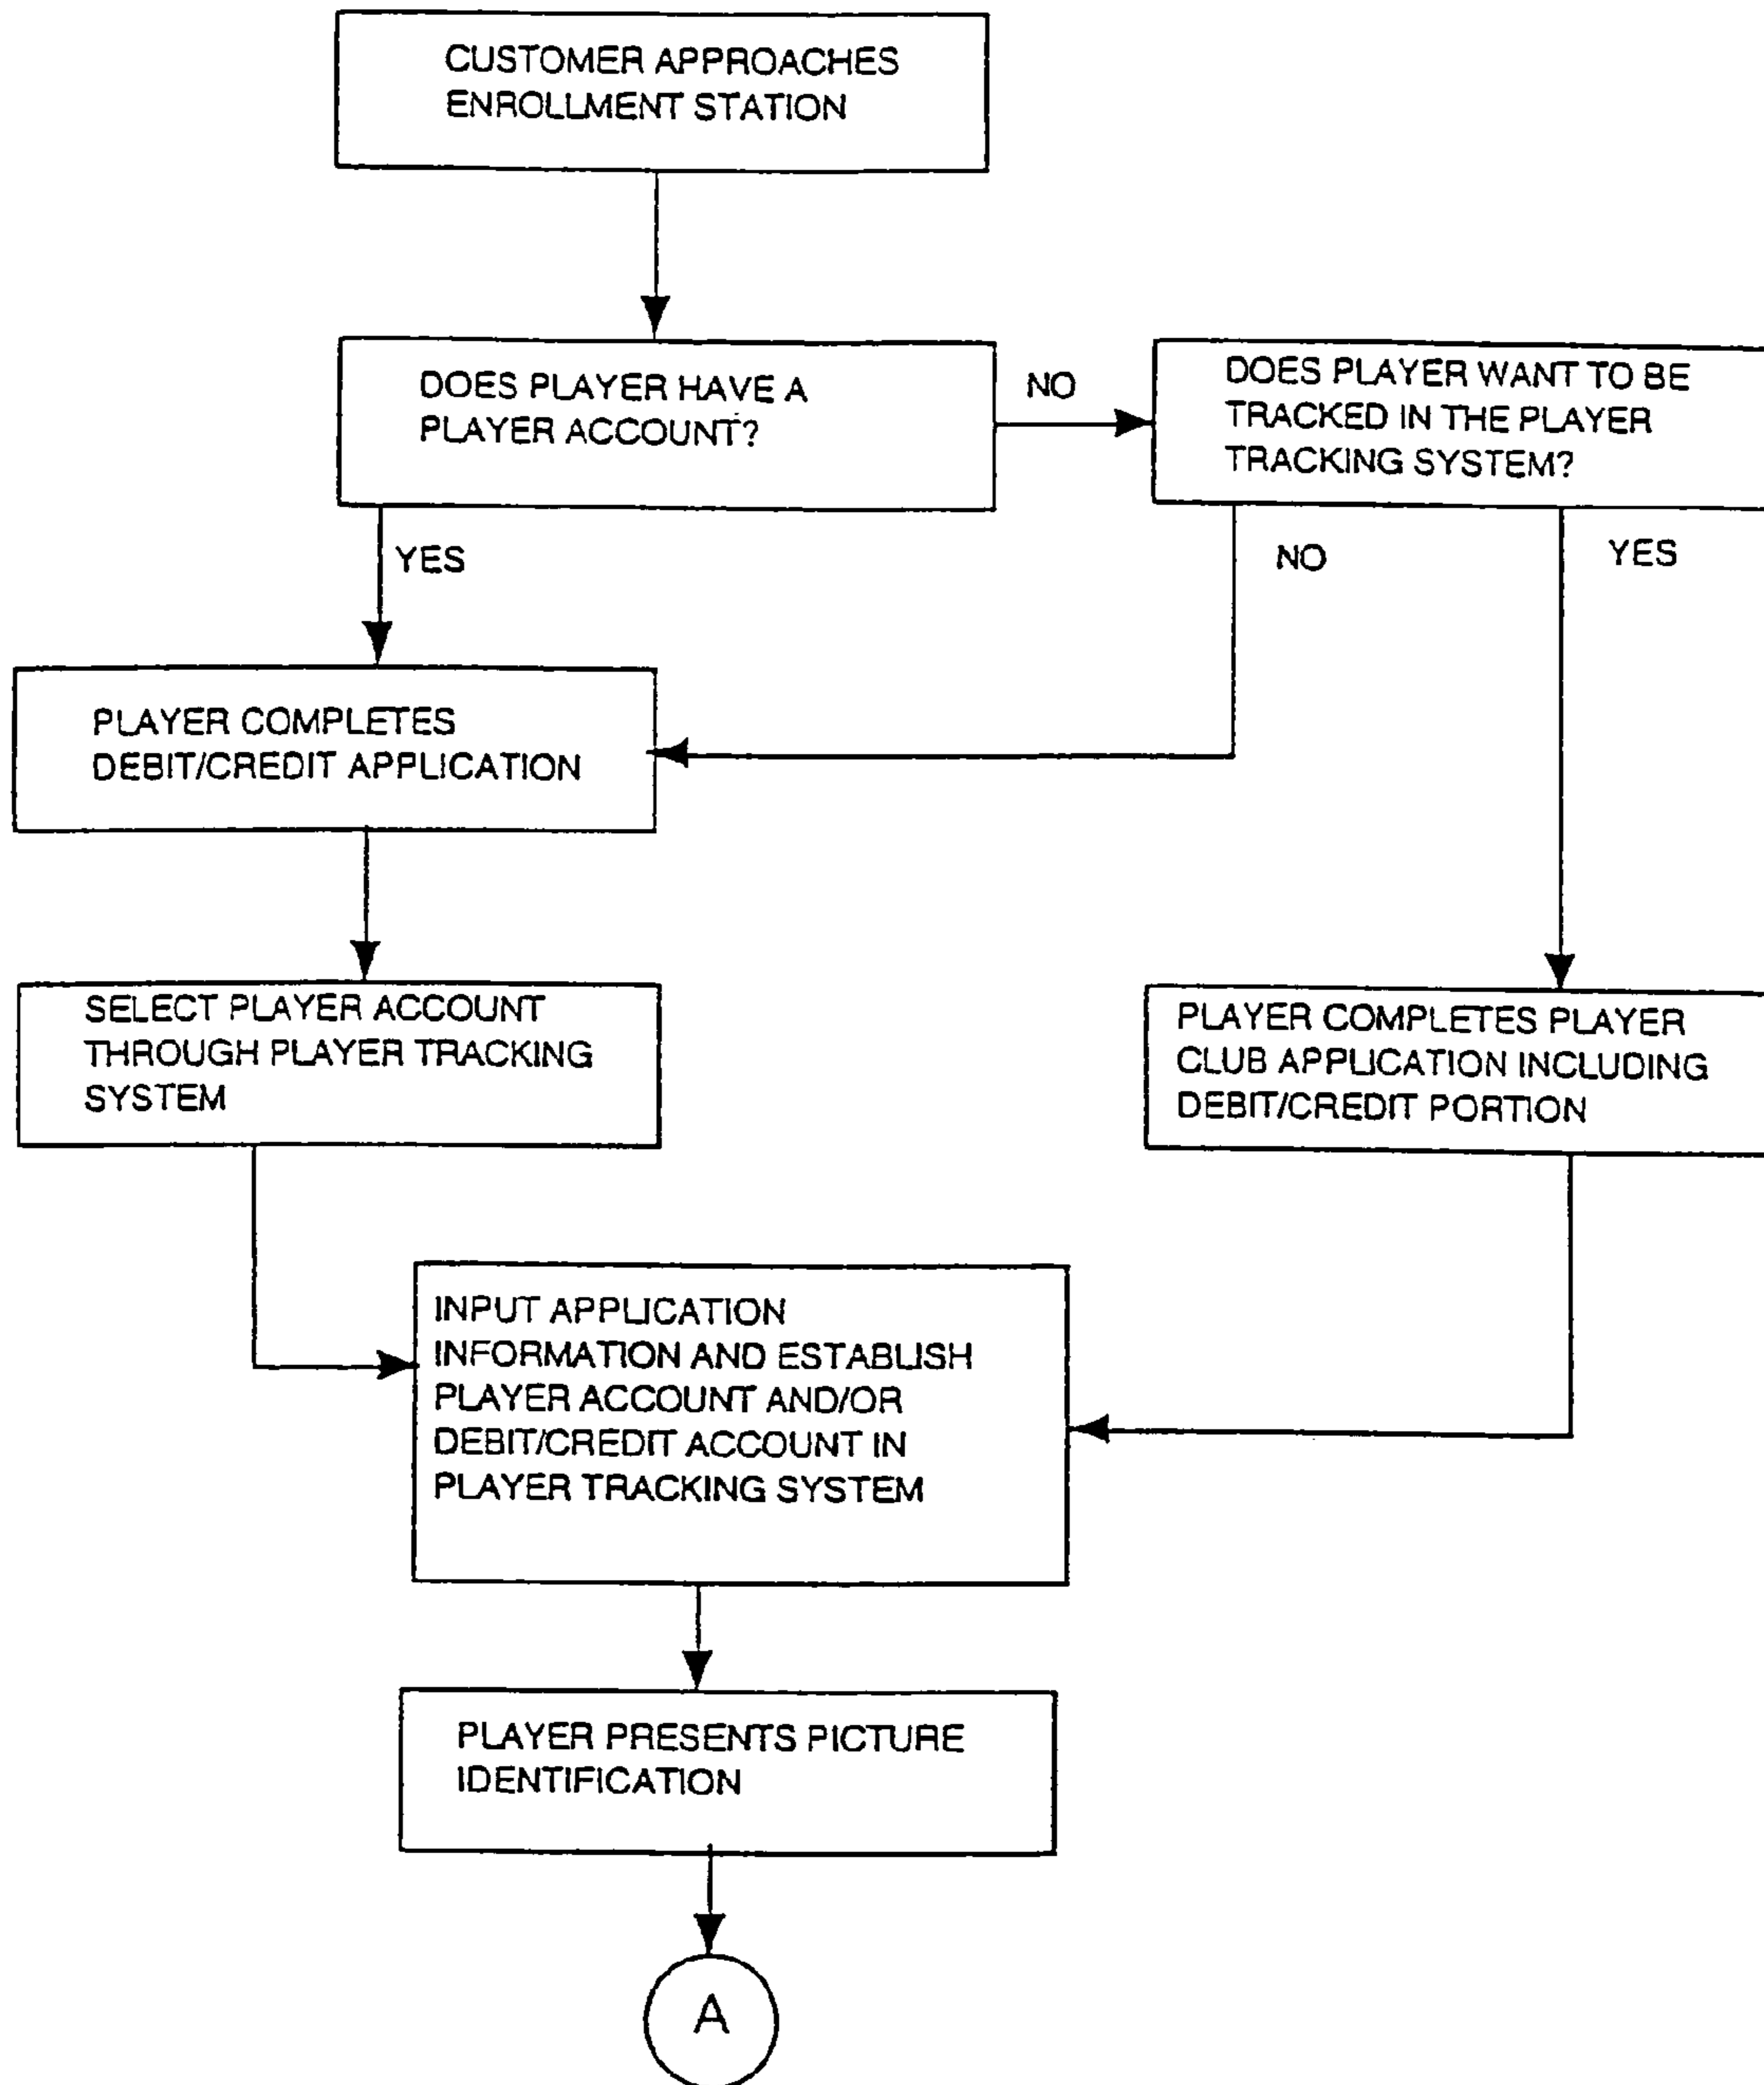 CUSTOMER APPROACHES
ENROLLMENT STATION
DOES PLAYER HAVE A
PLAYER ACCOUNT?
NO
DOES PLAYER WANT TO BE
TRACKED IN THE PLAYER
TRACKING SYSTEM?
YES
NO
YES
PLAYER COMPLETES
DEBIT/CREDIT APPLICATION
SELECT PLAYER ACCOUNT
THROUGH PLAYER TRACKING
SYSTEM
PLAYER COMPLETES PLAYER
CLUB APPLICATION INCLUDING
DEBIT/CREDIT PORTION
INPUT APPLICATION
INFORMATION AND ESTABLISH
PLAYER ACCOUNT AND/OR
DEBIT/CREDIT ACCOUNT IN
PLAYER TRACKING SYSTEM
PLAYER PRESENTS PICTURE
IDENTIFICATION
A